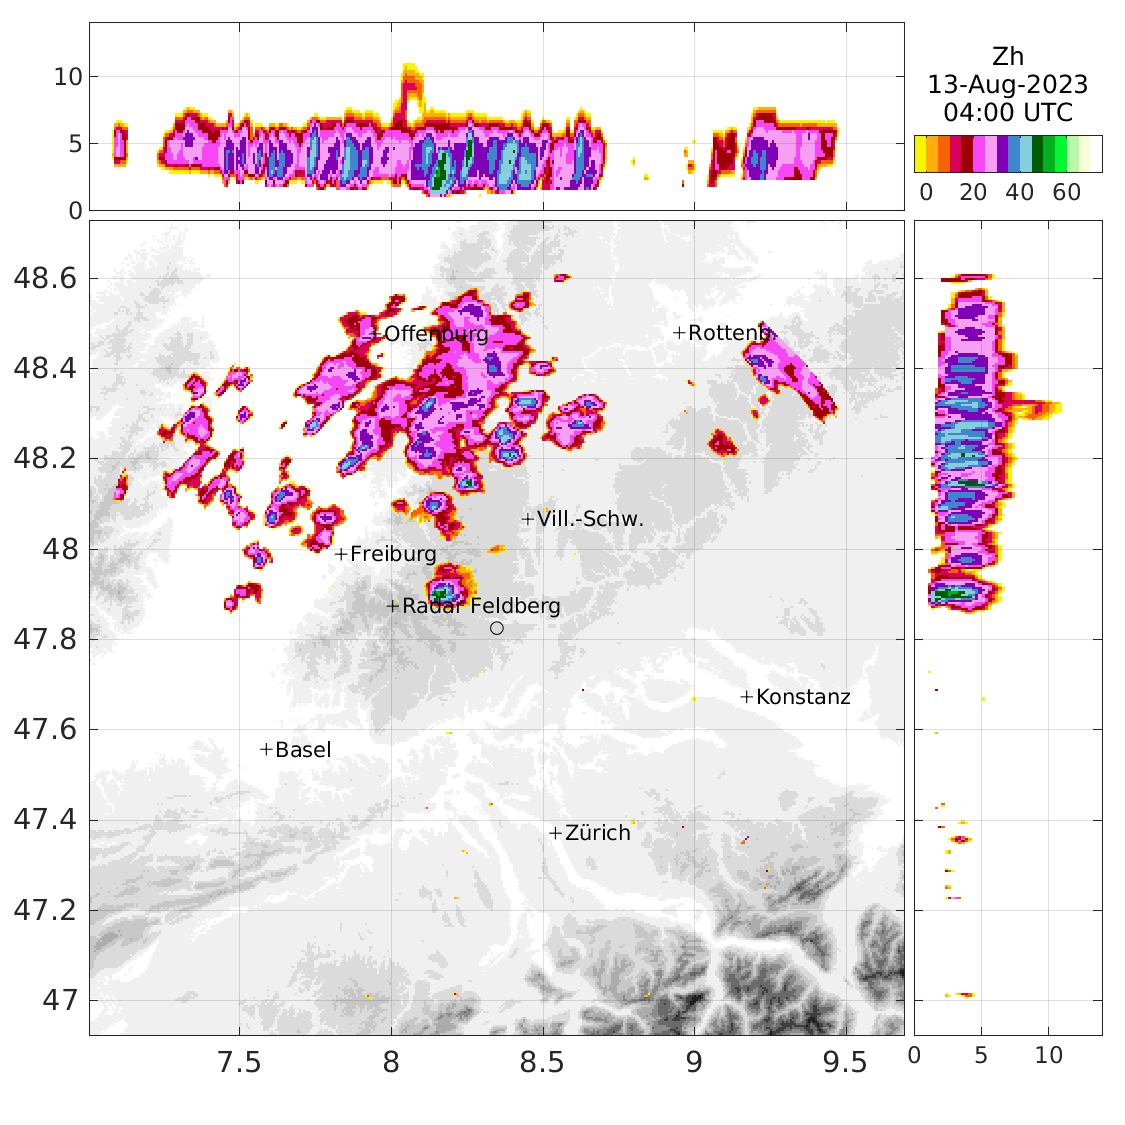 10
5
0
Zh
13-Aug-2023
04:00 UTC
0 20 40 60
48.6
48.4
48.2
48
47.8
47.6
47.4
47.2
47
Offenburg
Rottenb.
Vill.-Schw.
Freiburg
Radar Feldberg
Konstanz
Basel
Zürich
7.5 8 8.5 9 9.5
0 5 10